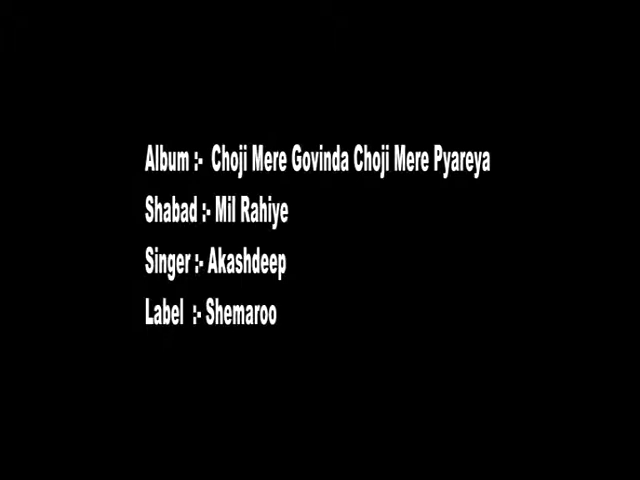 Album :- Choji Mere Govinda Choji Mere Pyareya
Shabad :- Mil Rahiye
Singer :- Akashdeep
Label :- Shemaroo